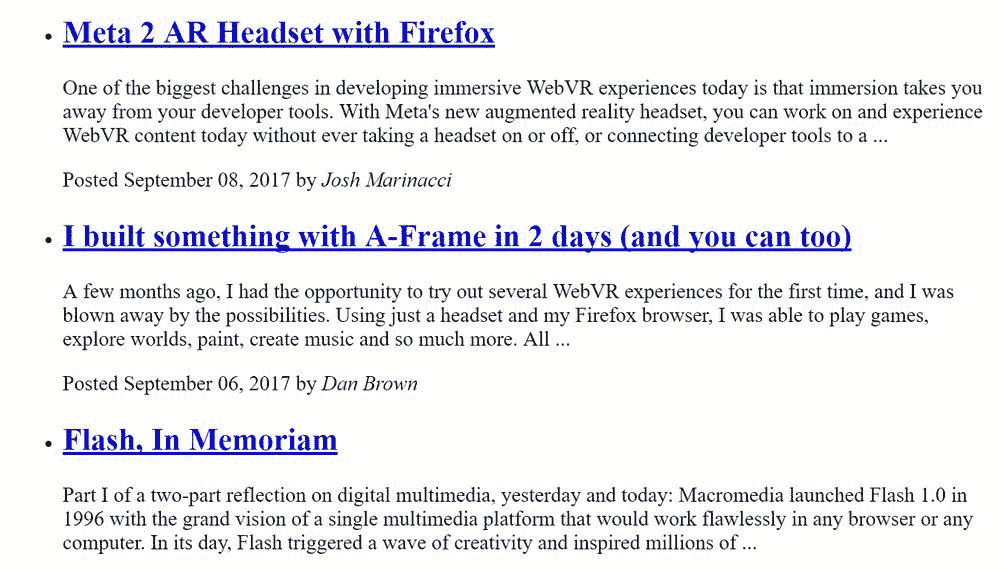 Meta 2 AR Headset with Firefox
One of the biggest challenges in developing immersive WebVR experiences today is that immersion takes you
away from your developer tools. With Meta's new augmented reality headset, you can work on and experience
WebVR content today without ever taking a headset on or off, or connecting developer tools to a ...
Posted September 08, 2017 by Josh Marinacci
I built something with A-Frame in 2 days (and you can too)
A few months ago, I had the opportunity to try out several WebVR experiences for the first time, and I was
blown away by the possibilities. Using just a headset and my Firefox browser, I was able to play games,
explore worlds, paint, create music and so much more. All ...
Posted September 06, 2017 by Dan Brown
Flash, In Memoriam
Part I of a two-part reflection on digital multimedia, yesterday and today: Macromedia launched Flash 1.0 in
1996 with the grand vision of a single multimedia platform that would work flawlessly in any browser or any
computer. In its day, Flash triggered a wave of creativity and inspired millions of ...